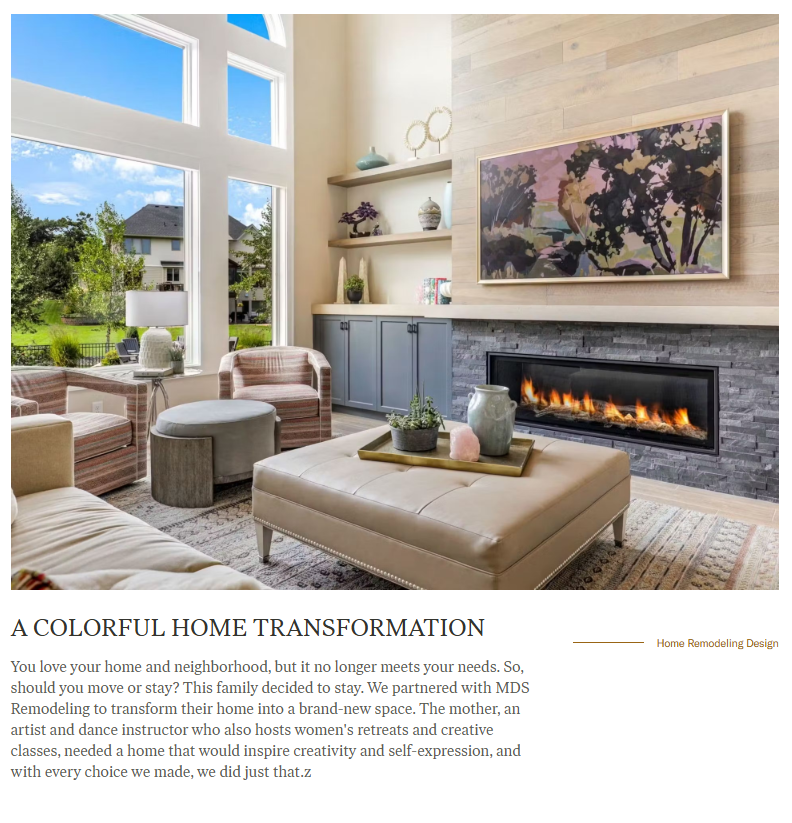 A COLORFUL HOME TRANSFORMATION
Home Remodeling Design
You love your home and neighborhood, but it no longer meets your needs. So,
should you move or stay? This family decided to stay. We partnered with MDS
Remodeling to transform their home into a brand-new space. The mother, an
artist and dance instructor who also hosts women's retreats and creative
classes, needed a home that would inspire creativity and self-expression, and
with every choice we made, we did just that.z